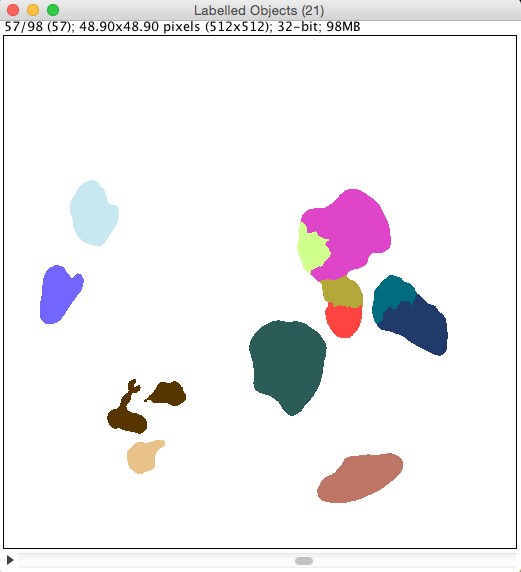 Labelled Objects (21)
57/98 (57); 48.90x48.90 pixels (512x512); 32-bit; 98MB